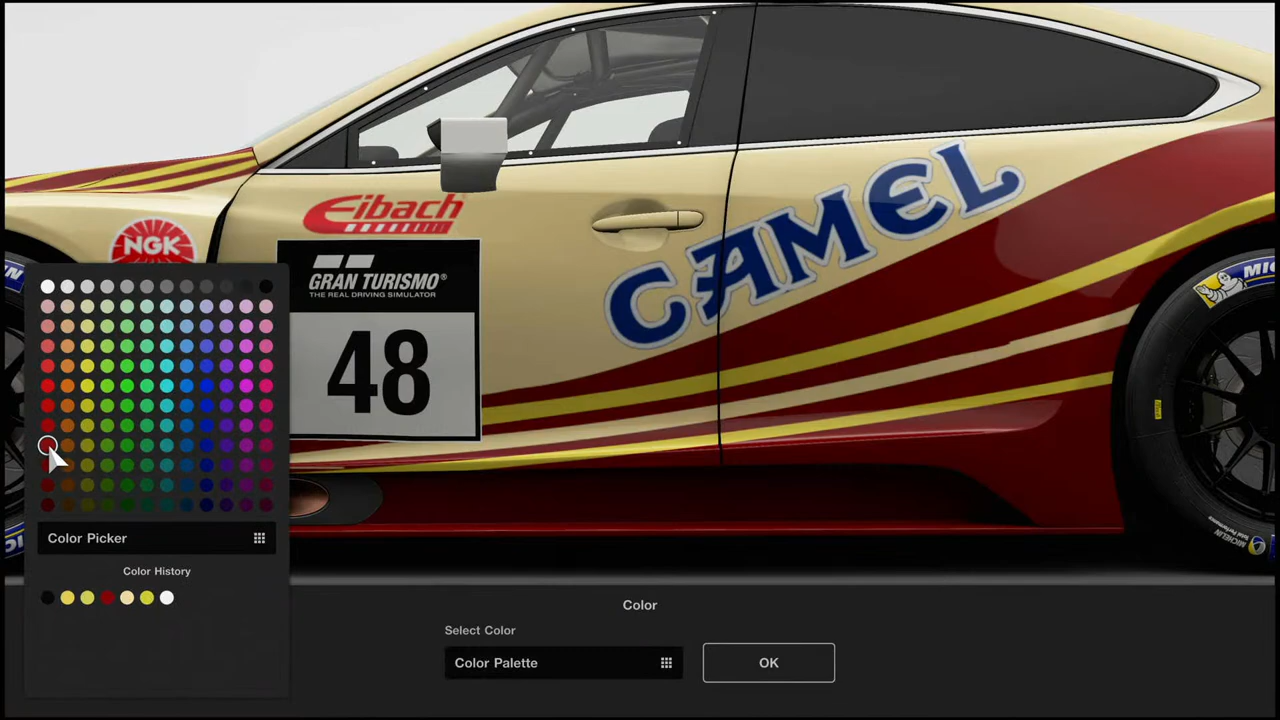 CAMEL
Eibach
NGK
GRAN TURISMO®
THE REAL DRIVING SIMULATOR
48
MICHELIN
Color Picker
Color History
Color
Select Color
Color Palette
OK